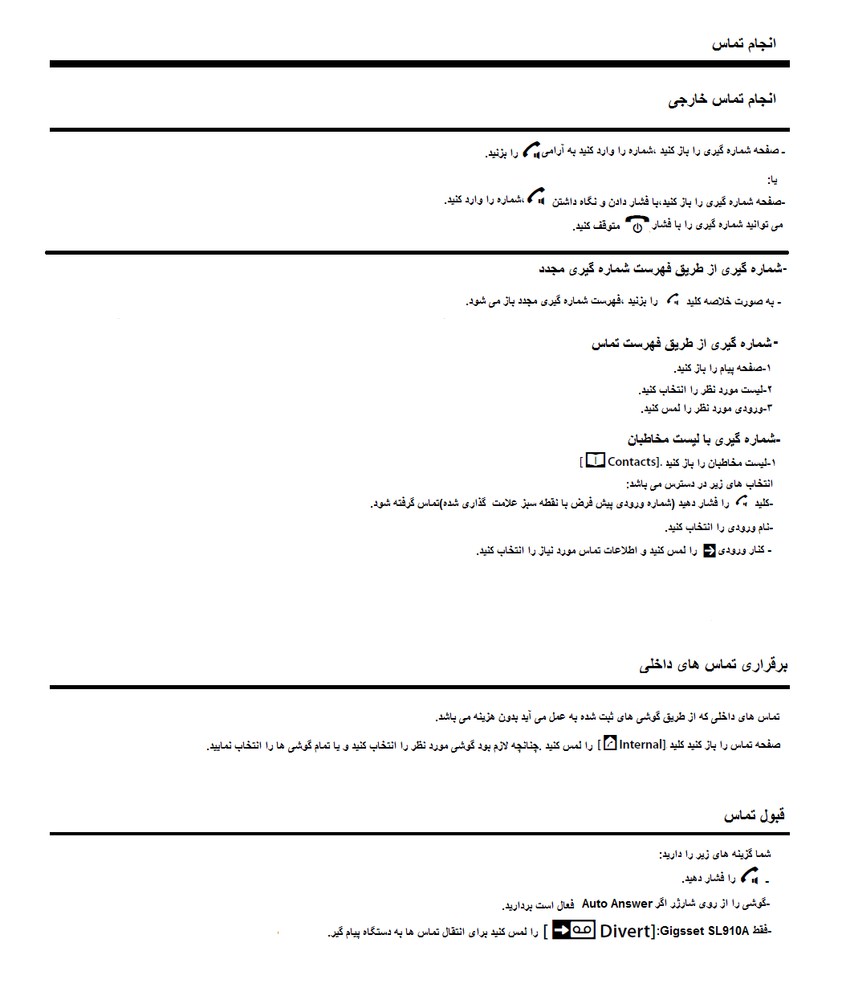 انجام تماس
انجام تماس خارجی
- صفحه شماره گیری را باز کنید ،شماره را وارد کنید به آرامی را بزنید.
یا:
-صفحه شماره گیری را باز کنید،با فشار دادن و نگاه داشتن ،شماره را وارد کنید.
می توانید شماره گیری را با فشار متوقف کنید.
-شماره گیری از طریق فهرست شماره گیری مجدد
- به صورت خلاصه کلید را بزنید ،فهرست شماره گیری مجدد باز می شود.
- شماره گیری از طریق فهرست تماس
۱-صفحه پیام را باز کنید.
۲-لیست مورد نظر را انتخاب کنید.
۳-ورودی مورد نظر را لمس کنید.
-شماره گیری با لیست مخاطبان
۱-لیست مخاطبان را باز کنید .[Contacts]
انتخاب های زیر در دسترس می باشد:
-کلید را فشار دهید (شماره ورودی پیش فرض با نقطه سبز علامت گذاری شده)تماس گرفته شود.
-نام ورودی را انتخاب کنید.
- کنار ورودی را لمس کنید و اطلاعات تماس مورد نیاز را انتخاب کنید.
برقراری تماس های داخلی
تماس های داخلی که از طریق گوشی های ثبت شده به عمل می آید بدون هزینه می باشد.
صفحه تماس را باز کنید کلید [Internal] را لمس کنید .چنانچه لازم بود گوشی مورد نظر را انتخاب کنید و یا تمام گوشی ها را انتخاب نمایید.
قبول تماس
شما گزینه های زیر را دارید:
- را فشار دهید.
-گوشی را از روی شارژر اگر Auto Answer فعال است بردارید.
-فقط Gigsset SL910A:[Divert] را لمس کنید برای انتقال تماس ها به دستگاه پیام گیر.